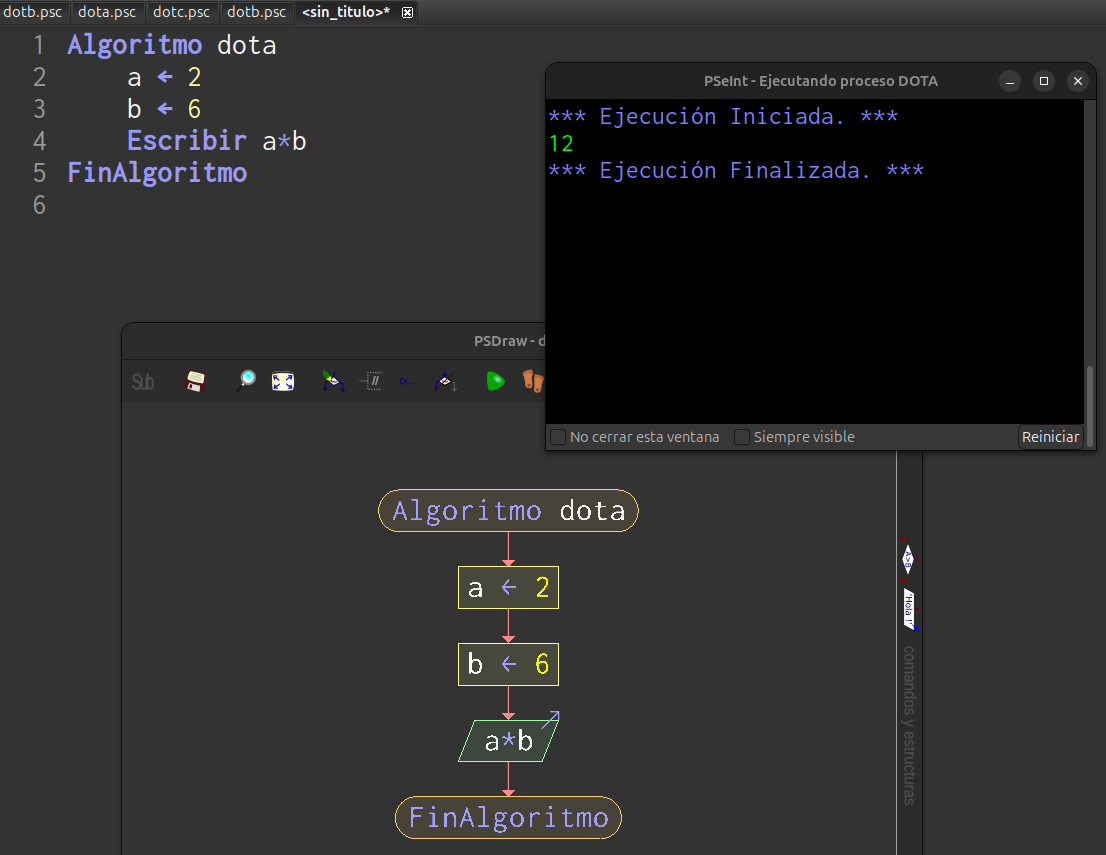 dotb.psc dota.psc dotc.psc dotb.psc <sin_titulo>*
1 Algoritmo dota
2 a ← 2
3 b ← 6
4 Escribir a*b
5 FinAlgoritmo
6
PSeInt - Ejecutando proceso DOTA
*** Ejecución Iniciada. ***
12
*** Ejecución Finalizada. ***
No cerrar esta ventana Siempre visible Reiniciar
PSDraw - d
Sub
Algoritmo dota
a ← 2
b ← 6
a*b
FinAlgoritmo
comandos y estructuras